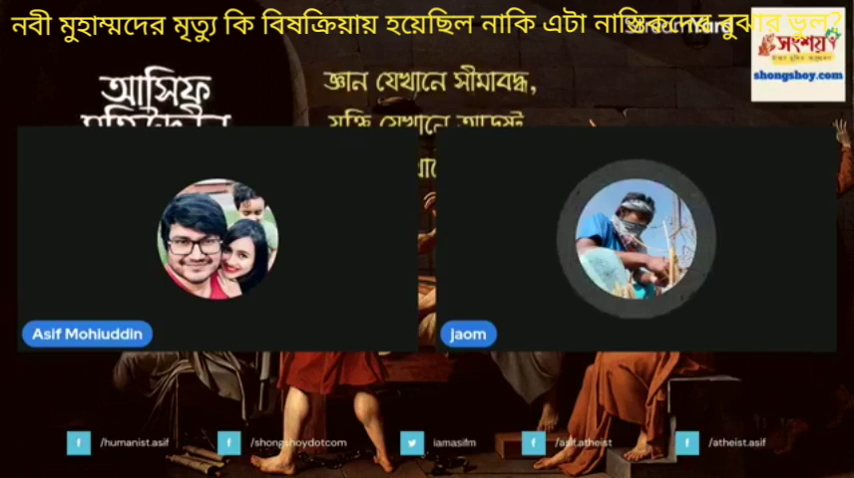 নবী মুহাম্মদের মৃত্যু কি বিষক্রিয়ায় হয়েছিল নাকি এটা নাস্তিকদের বুঝার ভুল?
সংশয়
shongshoy.com
আসিফ
জ্ঞান যেখানে সীমাবদ্ধ,
যুক্তি যেখানে আড়ষ্ট
Asif Mohiuddin
jaom
/humanist.asif
/shongshoydotcom
iamasifm
/asif.atheist
/atheist.asif